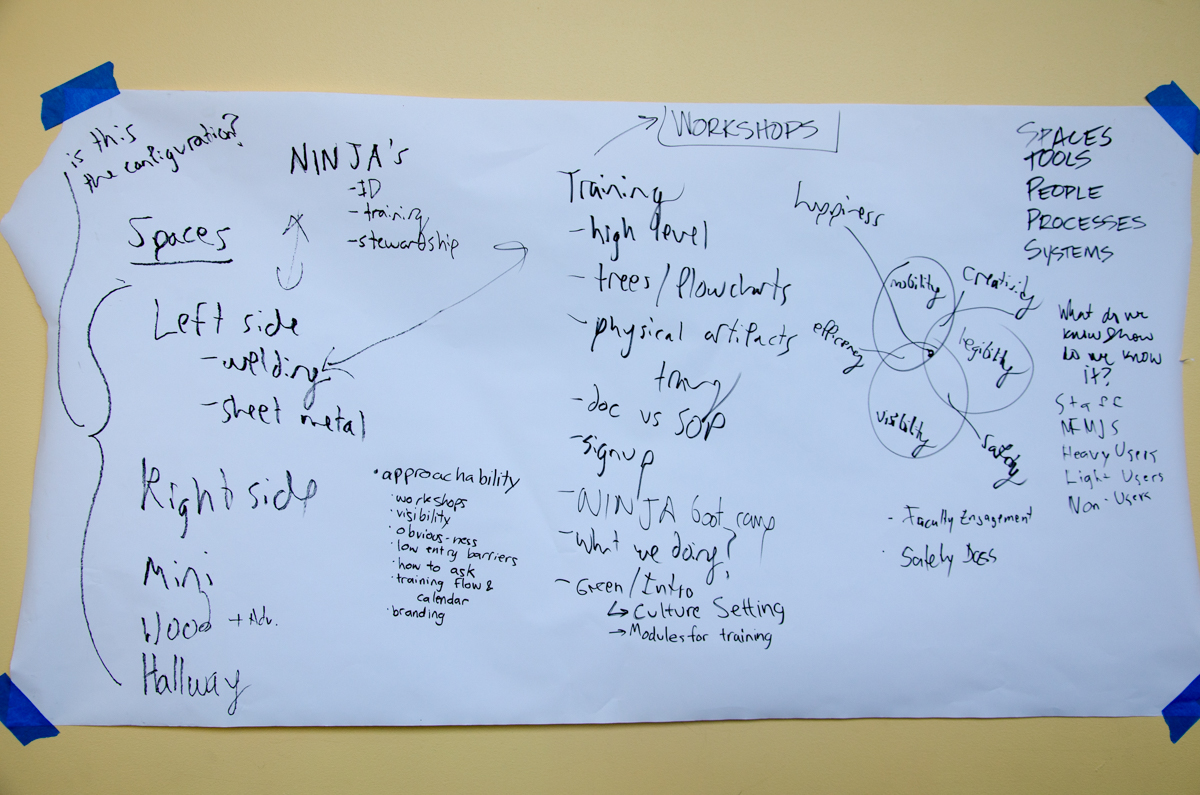 is this
the configuration?
NINJA's
-ID
-training
-stewardship
Spaces
Left side
-welding
-sheet metal
Right side
Mini
Wood + Adv.
Hallway
•approachability
•workshops
•visibility
•obvious-ness
•low entry barriers
•how to ask
•training flow &
calendar
•branding
WORKSHOPS
Training
-high level
-trees/flowcharts
-physical artifacts
-doc vs SOP
-signup
-NINJA boot camp
-What we doing?
-Green/Intro
↳ Culture Setting
→ Modules for training
happiness
mobility
creativity
efficency
legibility
visibility
safety
SPACES
TOOLS
PEOPLE
PROCESSES
SYSTEMS
What do we
know & how
do we know
it?
Staff
Heavy Users
Light Users
Non-Users
- Faculty Engagement
• Safety Docs